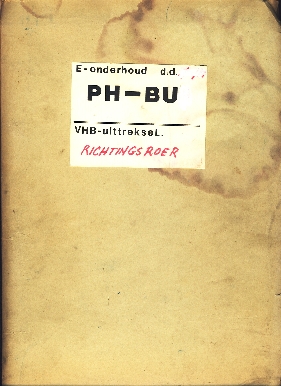 E-onderhoud d.d.
PH-BU
VHB-uittreksel.
RICHTINGSROER